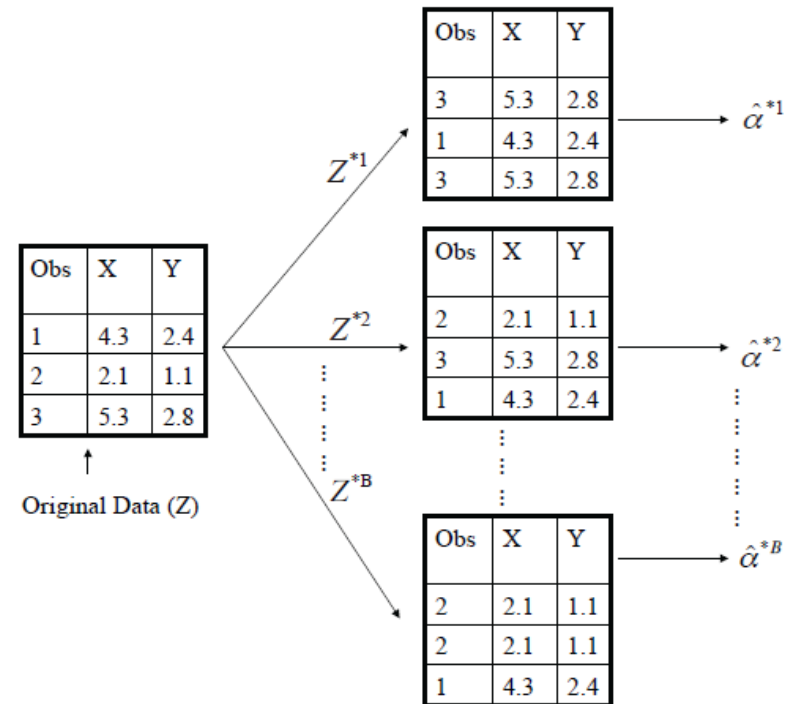 Obs X Y
3 5.3 2.8
1 4.3 2.4
3 5.3 2.8
α̂*1
Z*1
Obs X Y
1 4.3 2.4
2 2.1 1.1
3 5.3 2.8
Original Data (Z)
Z*2
Obs X Y
2 2.1 1.1
3 5.3 2.8
1 4.3 2.4
α̂*2
Z*B
Obs X Y
2 2.1 1.1
2 2.1 1.1
1 4.3 2.4
α̂*B